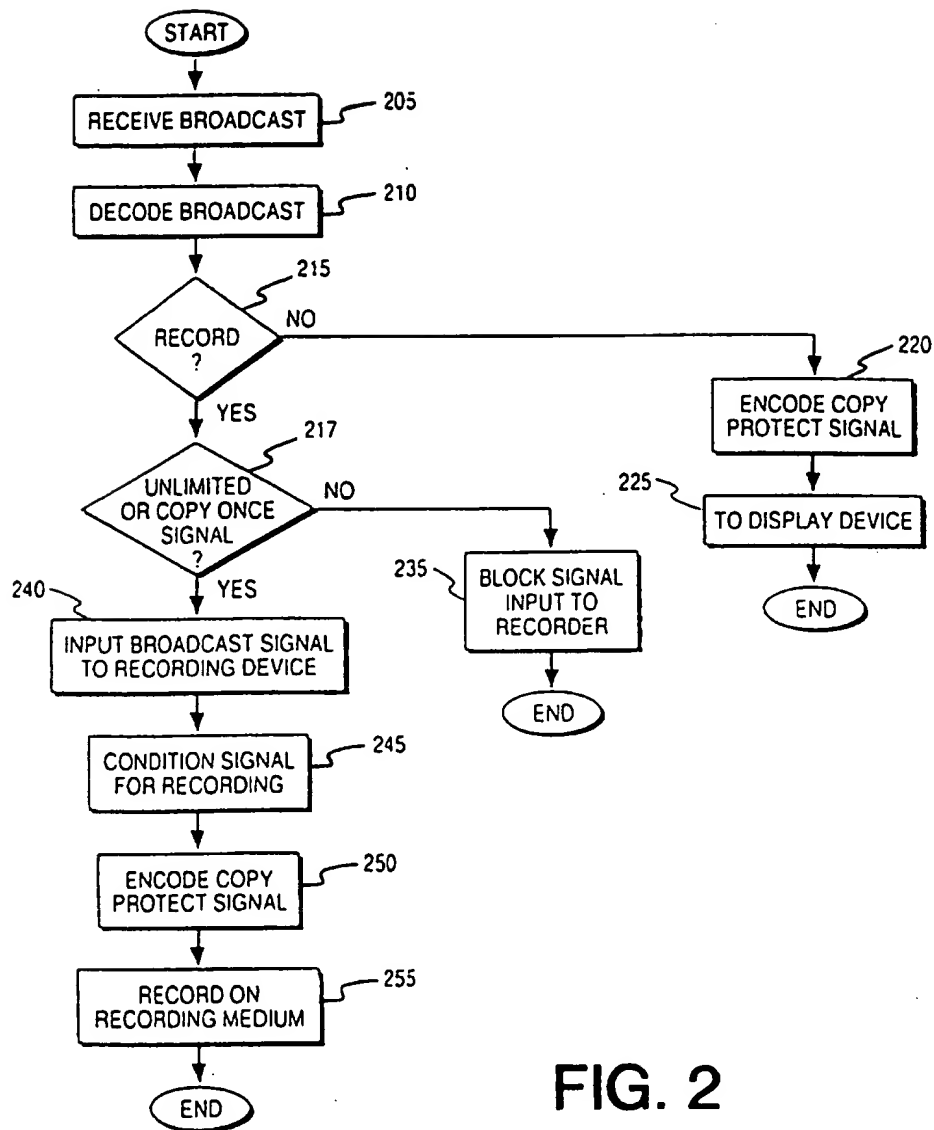 START
RECEIVE BROADCAST
205
DECODE BROADCAST
210
215
RECORD
?
NO
YES
220
ENCODE COPY
PROTECT SIGNAL
225
TO DISPLAY DEVICE
END
217
UNLIMITED
OR COPY ONCE
SIGNAL
?
NO
YES
235
BLOCK SIGNAL
INPUT TO
RECORDER
END
240
INPUT BROADCAST SIGNAL
TO RECORDING DEVICE
245
CONDITION SIGNAL
FOR RECORDING
250
ENCODE COPY
PROTECT SIGNAL
255
RECORD ON
RECORDING MEDIUM
END
FIG. 2